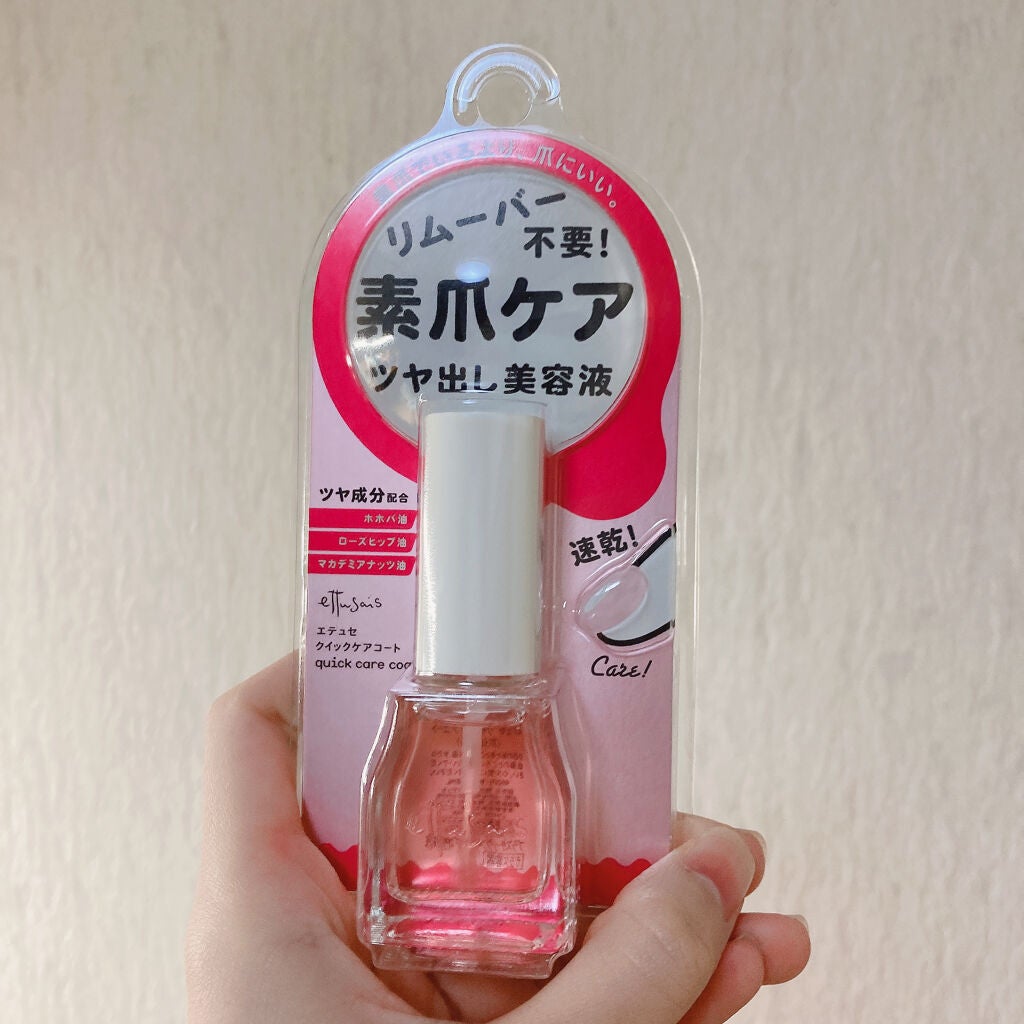 爪にいい。
リムーバー
不要!
素爪ケア
ツヤ出し美容液
ツヤ成分配合
ホホバ油
ローズヒップ油
マカデミアナッツ油
速乾!
ettusais
エテュセ
クイックケアコート
quick care coa
Care!